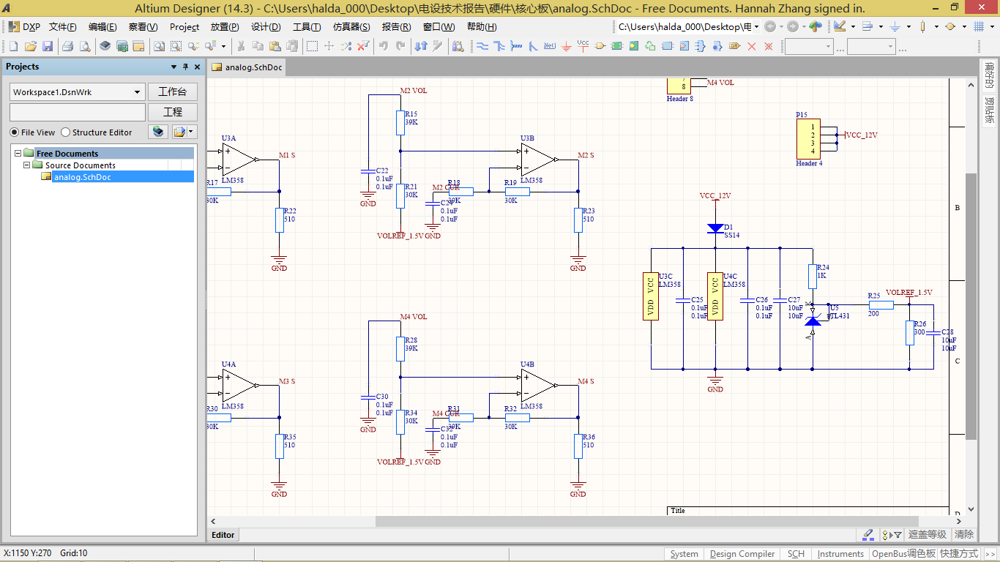 Altium Designer (14.3) - C:\Users\halda_000\Desktop\电设技术报告\硬件\核心板\analog.SchDoc - Free Documents. Hannah Zhang signed in.
DXP 文件(F) 编辑(E) 察看(V) Project 放置(P) 设计(D) 工具(T) 仿真器(S) 报告(R) 窗口(W) 帮助(H) C:\Users\halda_000\Desktop\电
Projects
analog.SchDoc
Workspace1.DsnWrk 工作台
工程
File View Structure Editor
Free Documents
Source Documents
analog.SchDoc
8 M4 VOL
Header 8
P15
1
2 VCC_12V
3
4
Header 4
U3A
M1 S
LM358
R17
30K
R22
510
GND
M2 VOL
R15
39K
C22
0.1uF
0.1uF
GND
R21
30K
VOLREF_1.5V
M2 CUR
R18
39K
0.1uF
0.1uF
GND
U3B
M2 S
LM358
R19
30K
R23
510
GND
U4A
M3 S
LM358
R30
30K
R35
510
GND
M4 VOL
R28
39K
C30
0.1uF
0.1uF
GND
R34
30K
VOLREF_1.5V
M4 CUR
R31
39K
0.1uF
0.1uF
GND
U4B
M4 S
LM358
R32
30K
R36
510
GND
VCC_12V
D1
SS14
U3C
LM358
VDD VCC
C25
0.1uF
0.1uF
U4C
LM358
VDD VCC
C26
0.1uF
0.1uF
C27
10uF
10uF
R24
1K
K
A
U5
TL431
R25
200
VOLREF_1.5V
R26
300
C28
10uF
10uF
GND
B
C
D
Title
偏好的
剪贴板
Editor
遮盖等级 清除
X:1150 Y:270 Grid:10
System Design Compiler SCH Instruments OpenBus调色板 快捷方式 >>